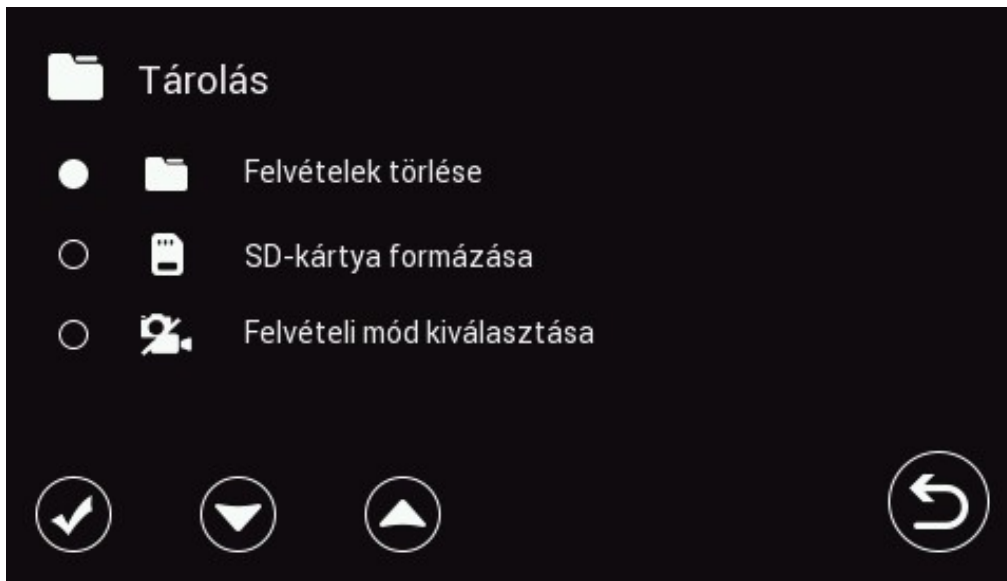 Tárolás
Felvételek törlése
SD-kártya formázása
Felvételi mód kiválasztása